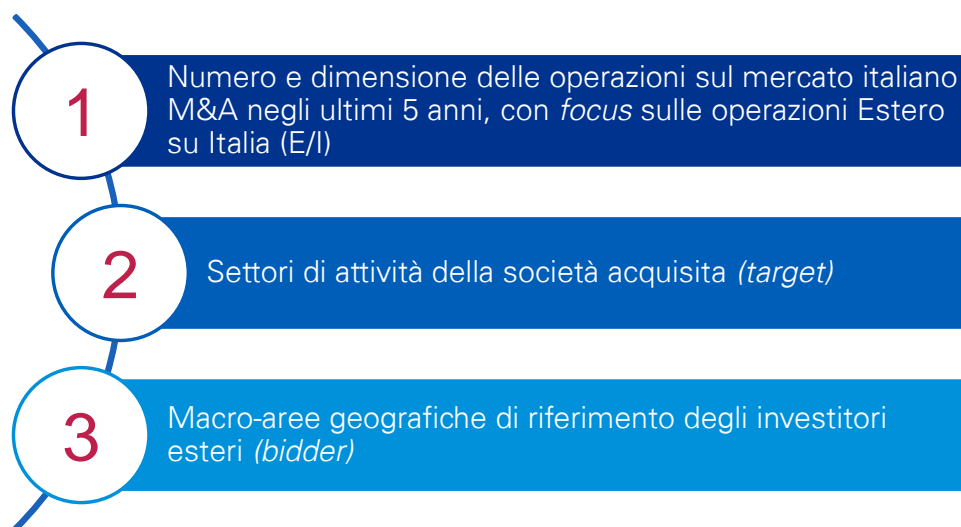 1
Numero e dimensione delle operazioni sul mercato italiano
M&A negli ultimi 5 anni, con focus sulle operazioni Estero
su Italia (E/I)
2
Settori di attività della società acquisita (target)
3
Macro-aree geografiche di riferimento degli investitori
esteri (bidder)